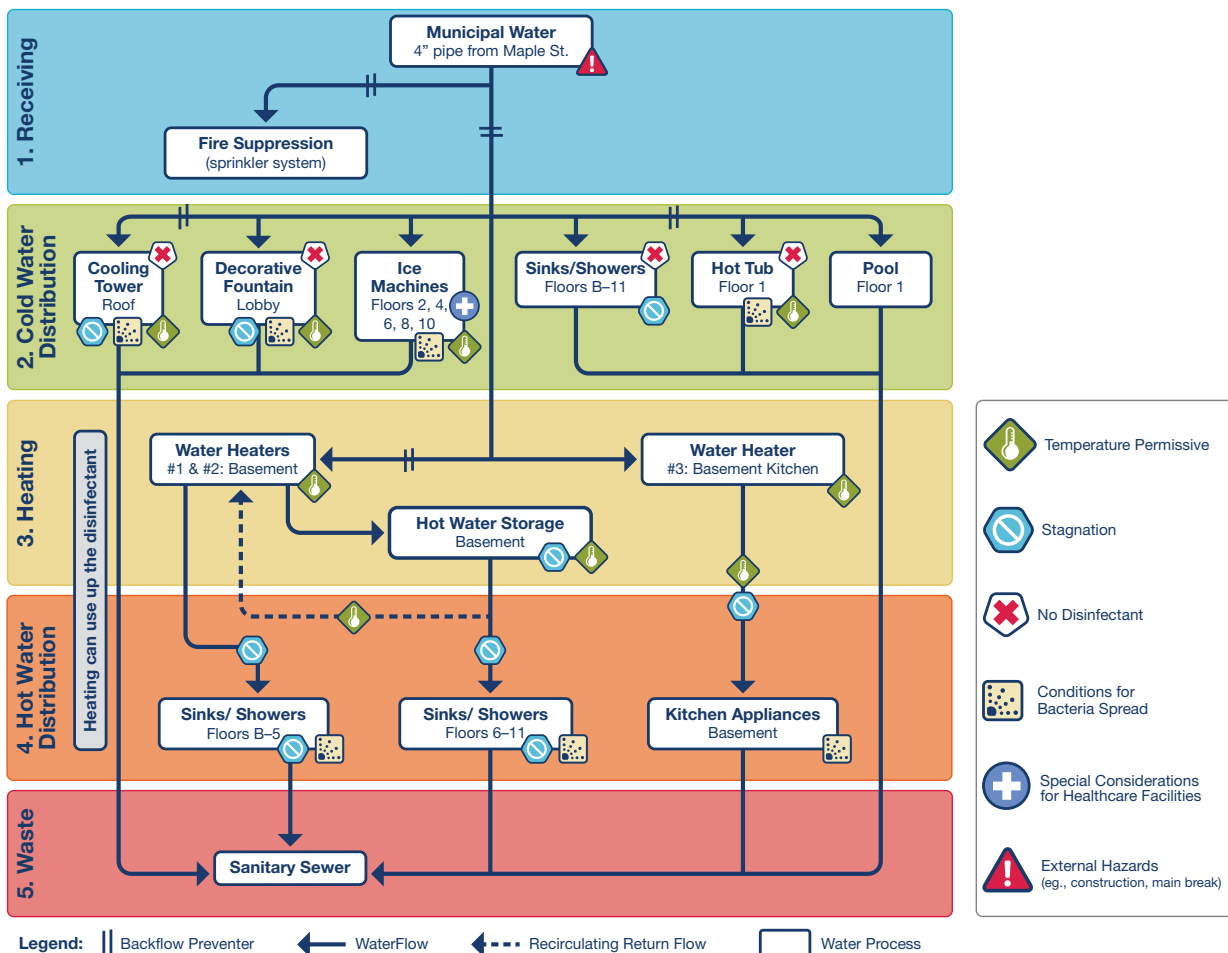 1. Receiving
Municipal Water
4” pipe from Maple St.
Fire Suppression
(sprinkler system)
2. Cold Water
Distribution
Cooling
Tower
Roof
Decorative
Fountain
Lobby
Ice
Machines
Floors 2, 4,
6, 8, 10
Sinks/Showers
Floors B–11
Hot Tub
Floor 1
Pool
Floor 1
3. Heating
Heating can use up the disinfectant
Water Heaters
#1 & #2: Basement
Water Heater
#3: Basement Kitchen
Hot Water Storage
Basement
4. Hot Water
Distribution
Sinks/ Showers
Floors B–5
Sinks/ Showers
Floors 6–11
Kitchen Appliances
Basement
5. Waste
Sanitary Sewer
Temperature Permissive
Stagnation
No Disinfectant
Conditions for
Bacteria Spread
Special Considerations
for Healthcare Facilities
External Hazards
(eg., construction, main break)
Legend: Backflow Preventer WaterFlow Recirculating Return Flow Water Process